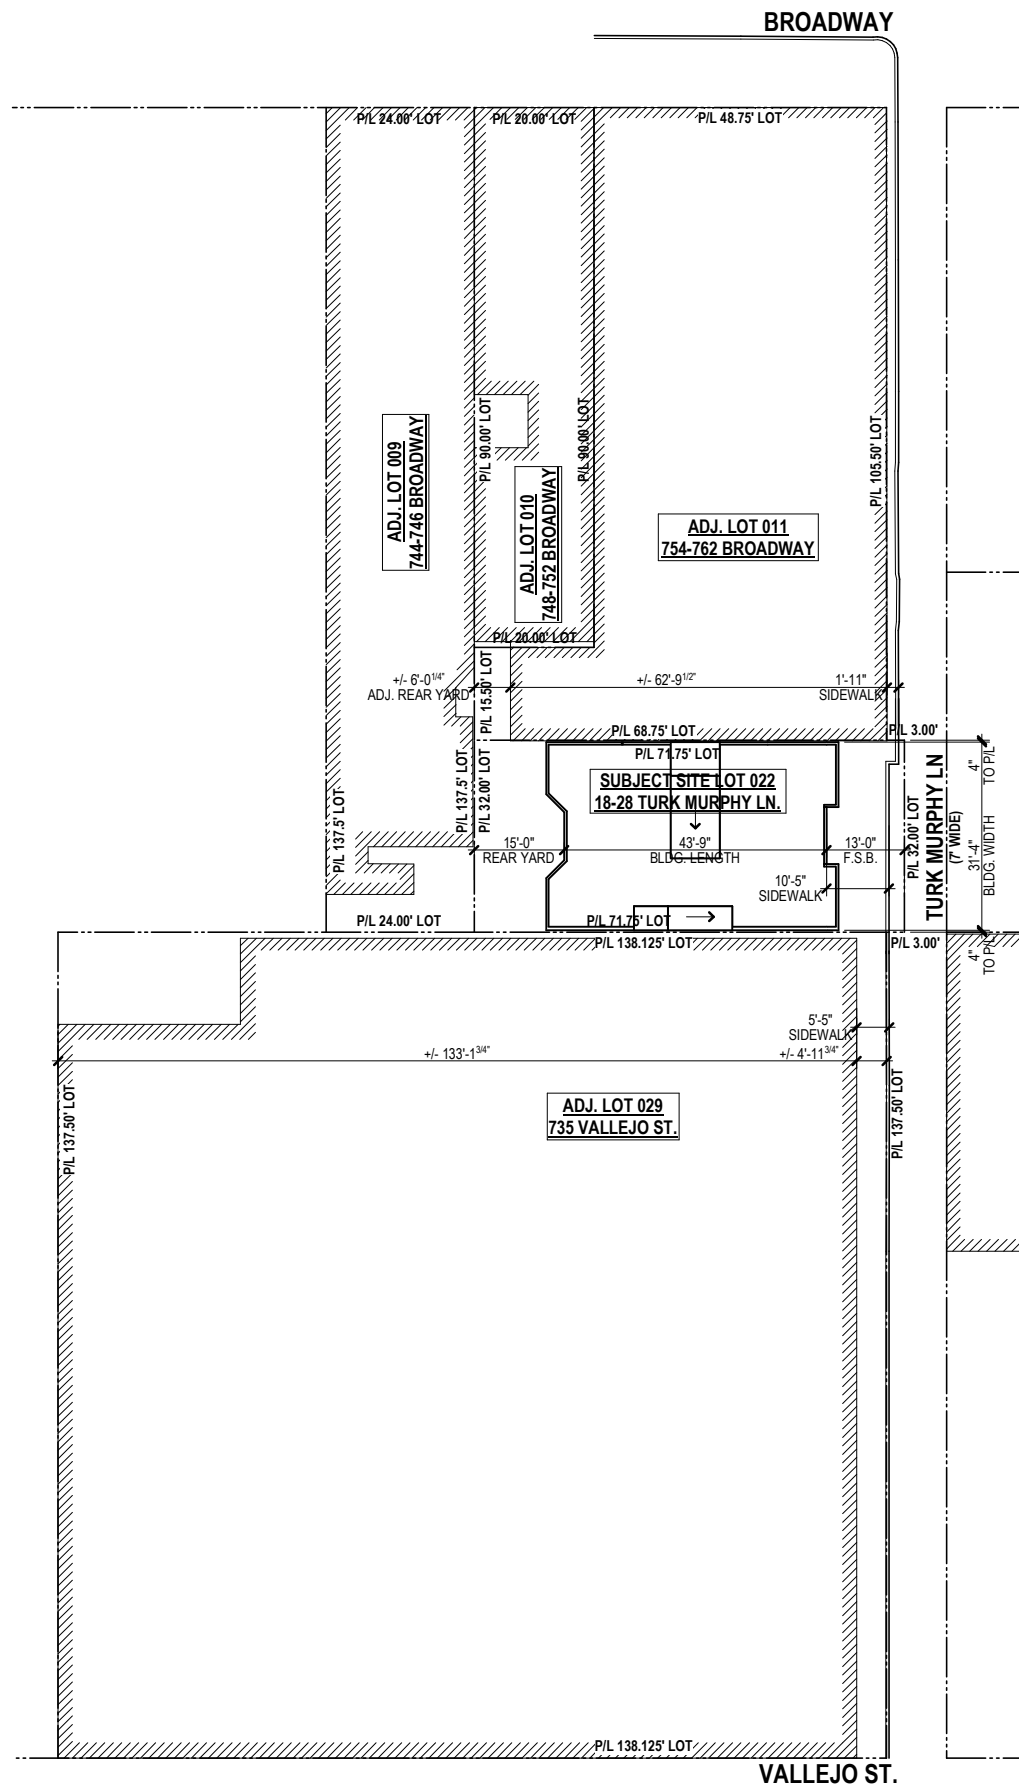 BROADWAY
P/L 24.00' LOT
P/L 20.00' LOT
P/L 48.75' LOT
P/L 90.00' LOT
P/L 90.00' LOT
P/L 105.50' LOT
ADJ. LOT 009
744-746 BROADWAY
ADJ. LOT 010
748-752 BROADWAY
ADJ. LOT 011
754-762 BROADWAY
P/L 20.00' LOT
+/- 6'-0 1/4"
ADJ. REAR YARD
P/L 15.50' LOT
+/- 62'-9 1/2"
1'-11"
SIDEWALK
P/L 68.75' LOT
P/L 3.00'
P/L 71.75' LOT
SUBJECT SITE LOT 022
18-28 TURK MURPHY LN.
P/L 137.5' LOT
P/L 137.5' LOT
P/L 32.00' LOT
15'-0"
REAR YARD
43'-9"
BLDG. LENGTH
13'-0"
F.S.B.
10'-5"
SIDEWALK
P/L 32.00' LOT
TURK MURPHY LN
(7' WIDE)
4"
TO P/L
31'-4"
BLDG. WIDTH
4"
TO P/L
P/L 24.00' LOT
P/L 71.75' LOT
P/L 138.125' LOT
P/L 3.00'
5'-5"
SIDEWALK
+/- 133'-1 3/4"
+/- 4'-11 3/4"
P/L 137.50' LOT
ADJ. LOT 029
735 VALLEJO ST.
P/L 137.50' LOT
P/L 138.125' LOT
VALLEJO ST.